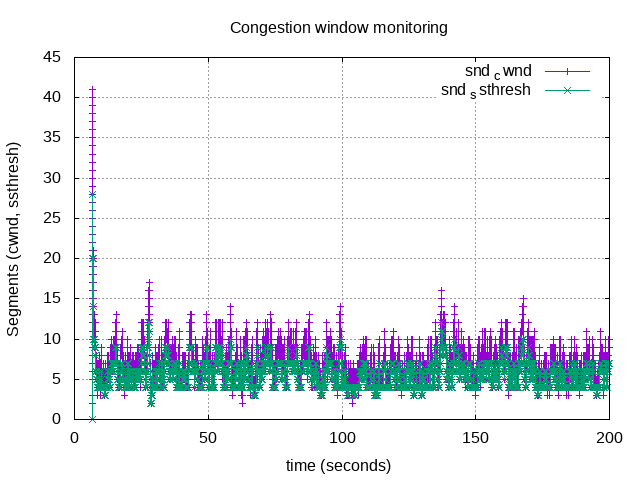 Congestion window monitoring
snd c wnd
snd s sthresh
Segments (cwnd, ssthresh)
45
40
35
30
25
20
15
10
5
0
0 50 100 150 200
time (seconds)